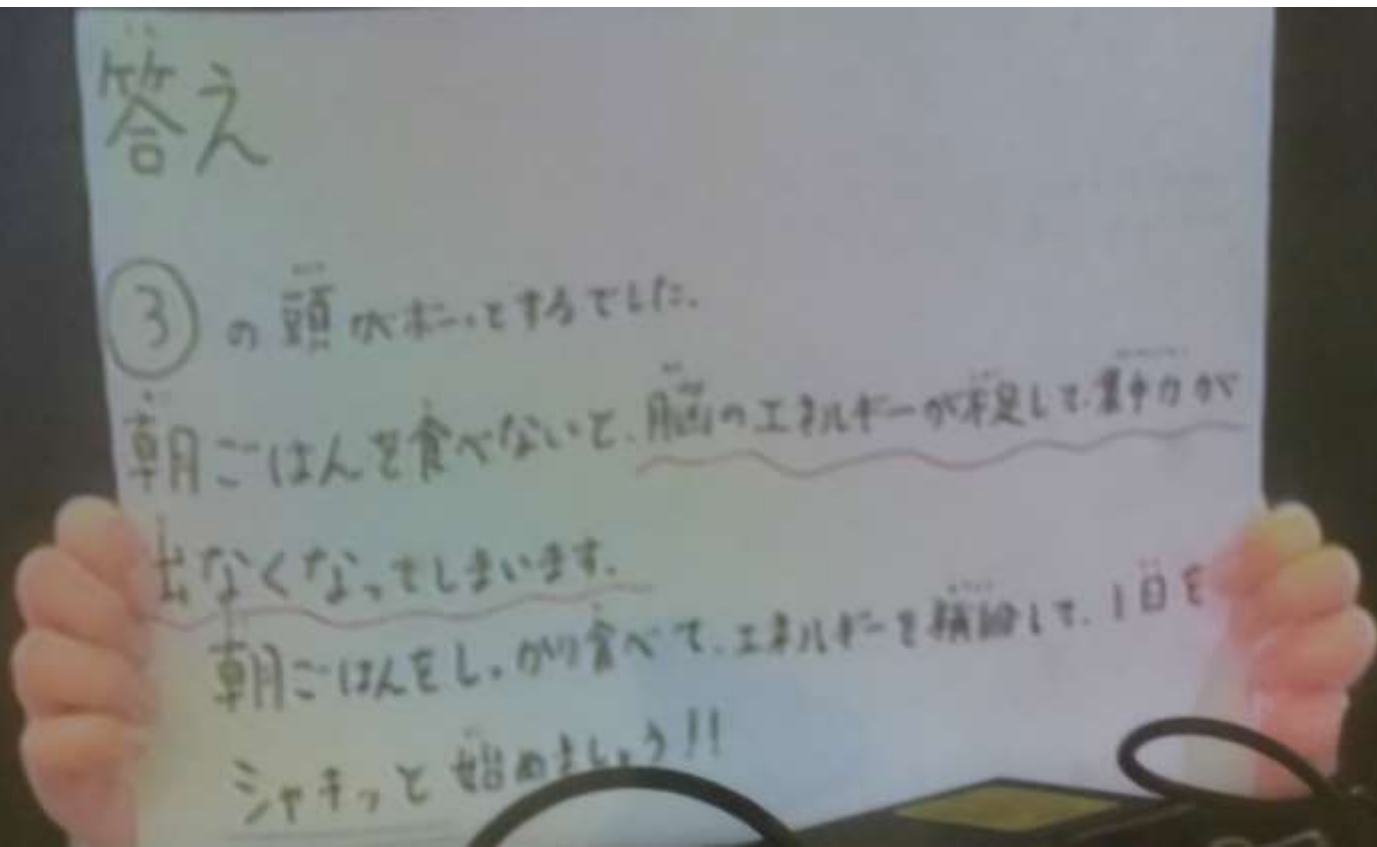 答え
③の頭がボーっとするでした。
朝ごはんを食べないと、脳のエネルギーが不足して、集中力が
出なくなってしまいます。
朝ごはんをしっかり食べて、エネルギーを補給して、1日を
シャキっと始めましょう!!